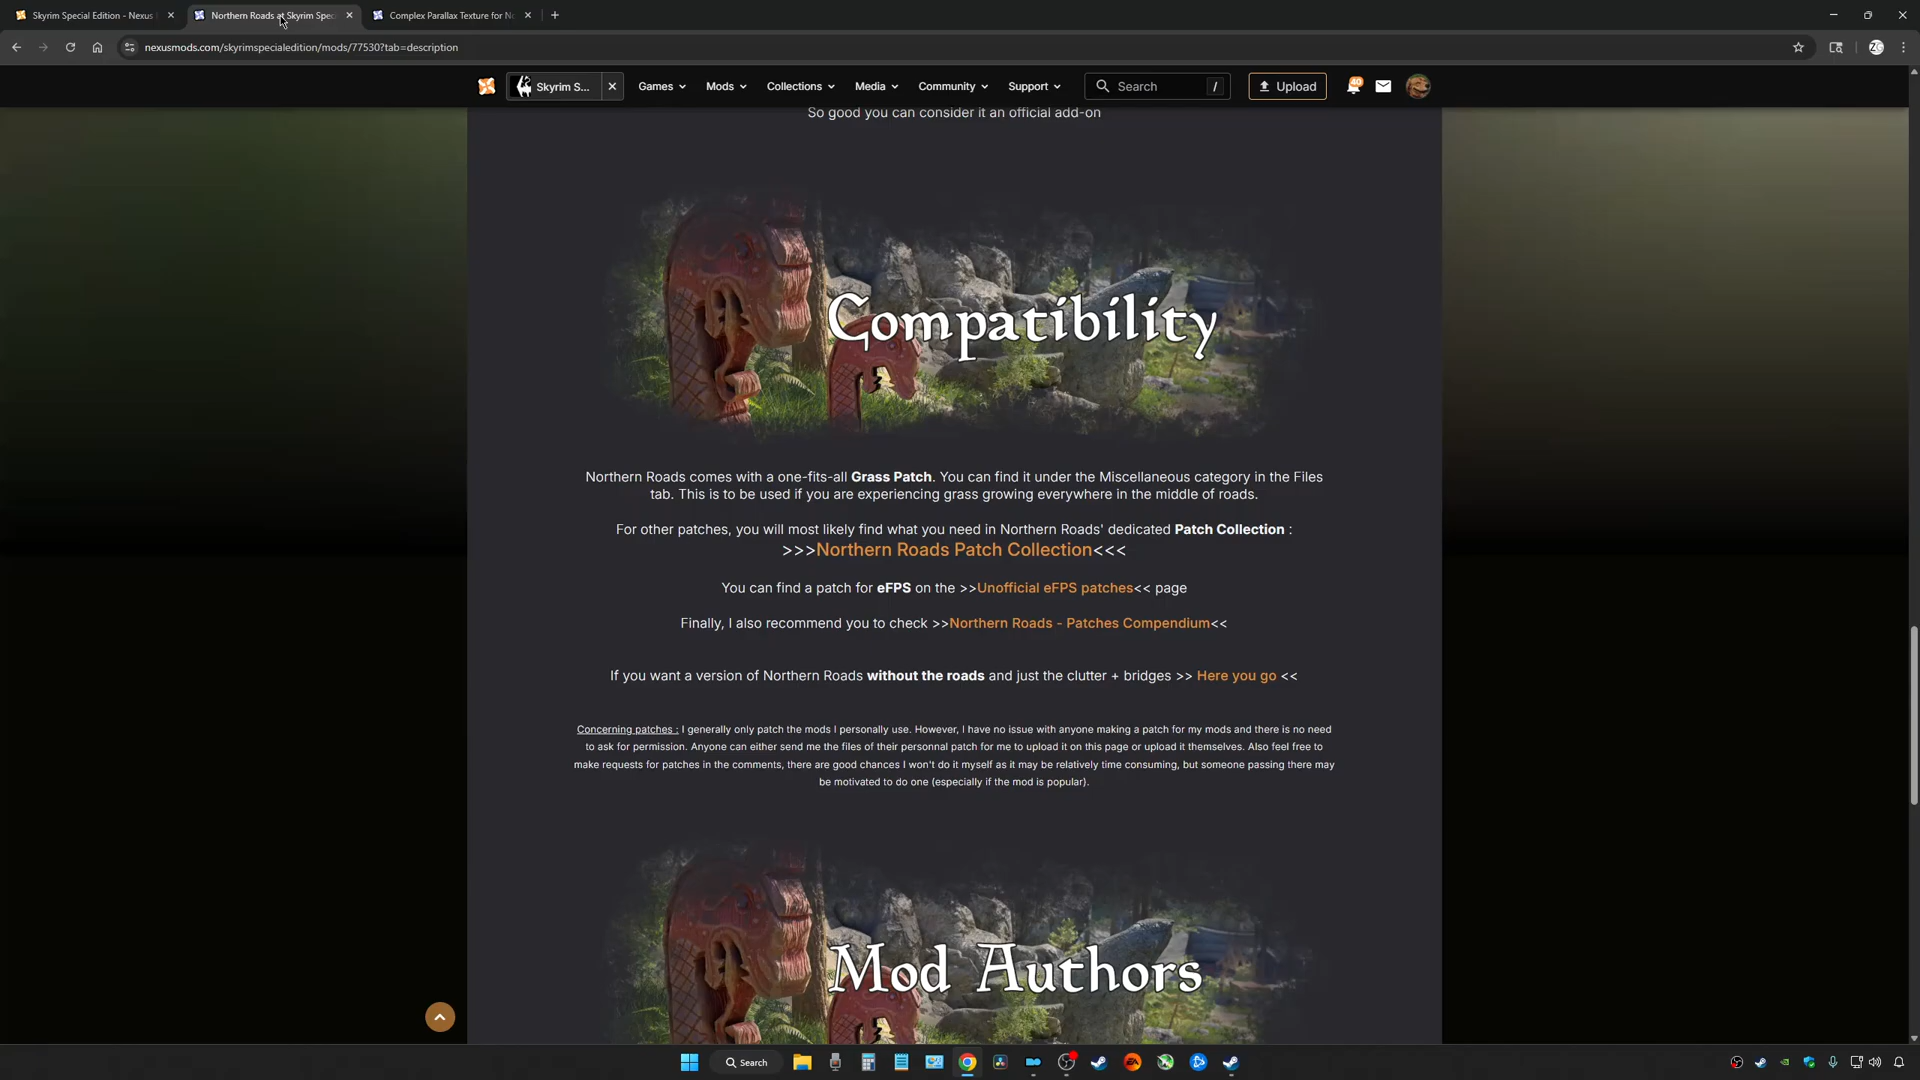 Skyrim Special Edition - Nexus
Northern Roads at Skyrim Spec
Complex Parallax Texture for No
nexusmods.com/skyrimspecialedition/mods/77530?tab=description
ZG
Skyrim S...
Games
Mods
Collections
Media
Community
Support
Search
/
Upload
40
So good you can consider it an official add-on
Compatibility
Northern Roads comes with a one-fits-all Grass Patch. You can find it under the Miscellaneous category in the Files
tab. This is to be used if you are experiencing grass growing everywhere in the middle of roads.
For other patches, you will most likely find what you need in Northern Roads' dedicated Patch Collection :
>>>Northern Roads Patch Collection<<<
You can find a patch for eFPS on the >>Unofficial eFPS patches<< page
Finally, I also recommend you to check >>Northern Roads - Patches Compendium<<
If you want a version of Northern Roads without the roads and just the clutter + bridges >> Here you go <<
Concerning patches : I generally only patch the mods I personally use. However, I have no issue with anyone making a patch for my mods and there is no need
to ask for permission. Anyone can either send me the files of their personnal patch for me to upload it on this page or upload it themselves. Also feel free to
make requests for patches in the comments, there are good chances I won't do it myself as it may be relatively time consuming, but someone passing there may
be motivated to do one (especially if the mod is popular).
Mod Authors
Search